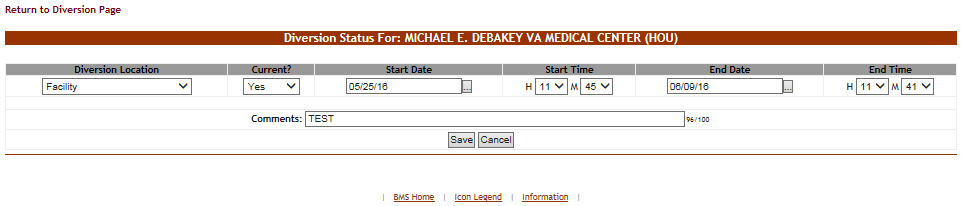 Return to Diversion Page
Diversion Status For: MICHAEL E. DEBAKEY VA MEDICAL CENTER (HOU)
Diversion Location Current? Start Date Start Time End Date End Time
Facility Yes 05/25/16 ... H 11 M 45 06/09/16 ... H 11 M 41
Comments: TEST 96/100
Save Cancel
| BMS Home | Icon Legend | Information |